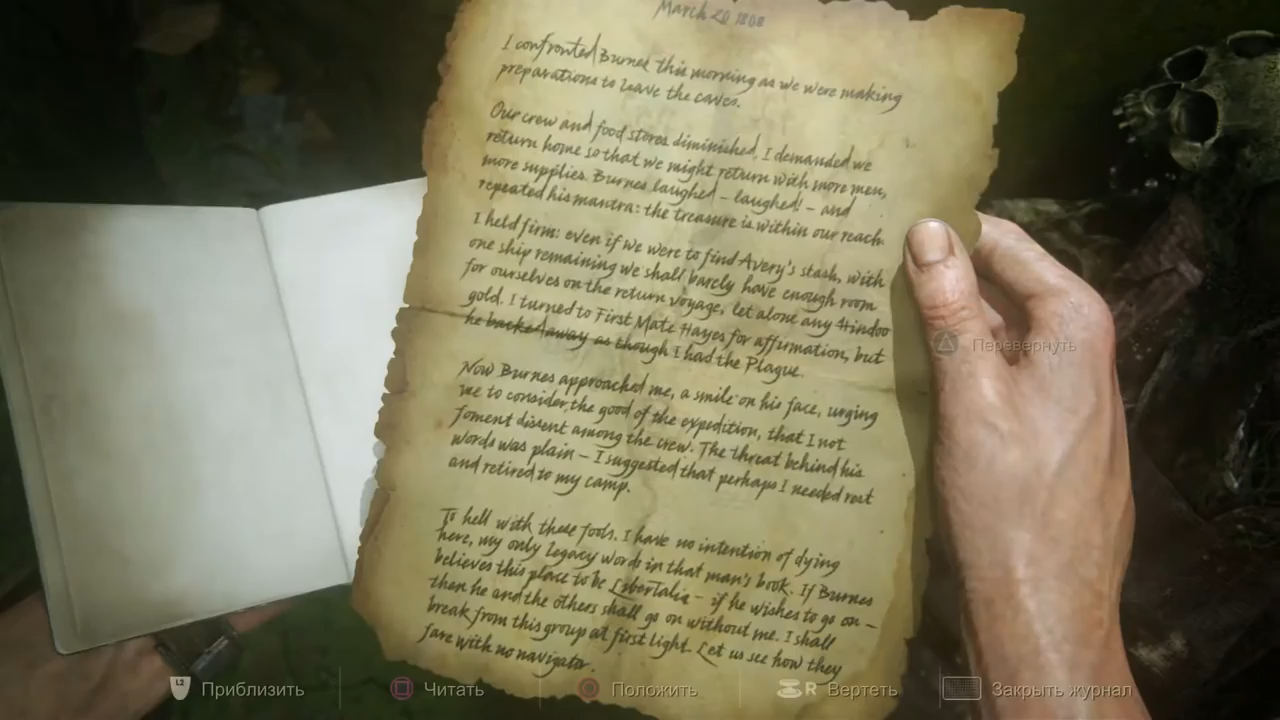 March 20 1808
I confronted Burnes this morning as we were making
preparations to leave the caves.
Our crew and food stores diminished, I demanded we
return home so that we might return with more men,
more supplies. Burnes laughed – laughed! – and
repeated his mantra: the treasure is within our reach.
I held firm: even if we were to find Avery's stash, with
one ship remaining we shall barely have enough room
for ourselves on the return voyage, let alone any Hindoo
gold. I turned to First Mate Hayes for affirmation, but
he backed away as though I had the Plague.
Now Burnes approached me, a smile on his face, urging
me to consider the good of the expedition, that I not
foment dissent among the crew. The threat behind his
words was plain – I suggested that perhaps I needed rest
and retired to my camp.
To hell with these fools. I have no intention of dying
here, my only legacy words in that man's book. If Burnes
believes this place to be Libertalia – if he wishes to go on –
then he and the others shall go on without me. I shall
break from this group at first light. Let us see how they
fare with no navigator.
Перевернуть
L2 Приблизить
Читать
Положить
R Вертеть
Закрыть журнал